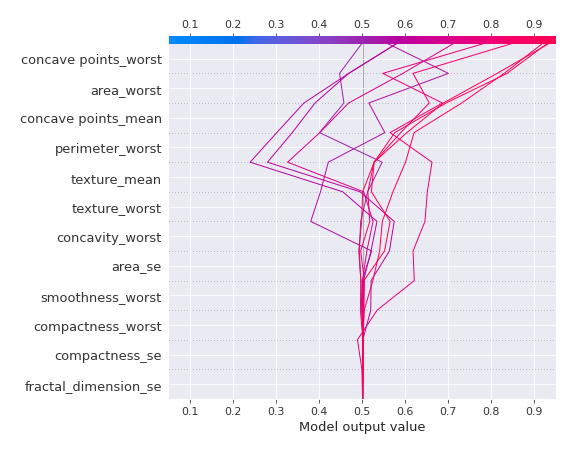 0.1 0.2 0.3 0.4 0.5 0.6 0.7 0.8 0.9
concave points_worst
area_worst
concave points_mean
perimeter_worst
texture_mean
texture_worst
concavity_worst
area_se
smoothness_worst
compactness_worst
compactness_se
fractal_dimension_se
0.1 0.2 0.3 0.4 0.5 0.6 0.7 0.8 0.9
Model output value